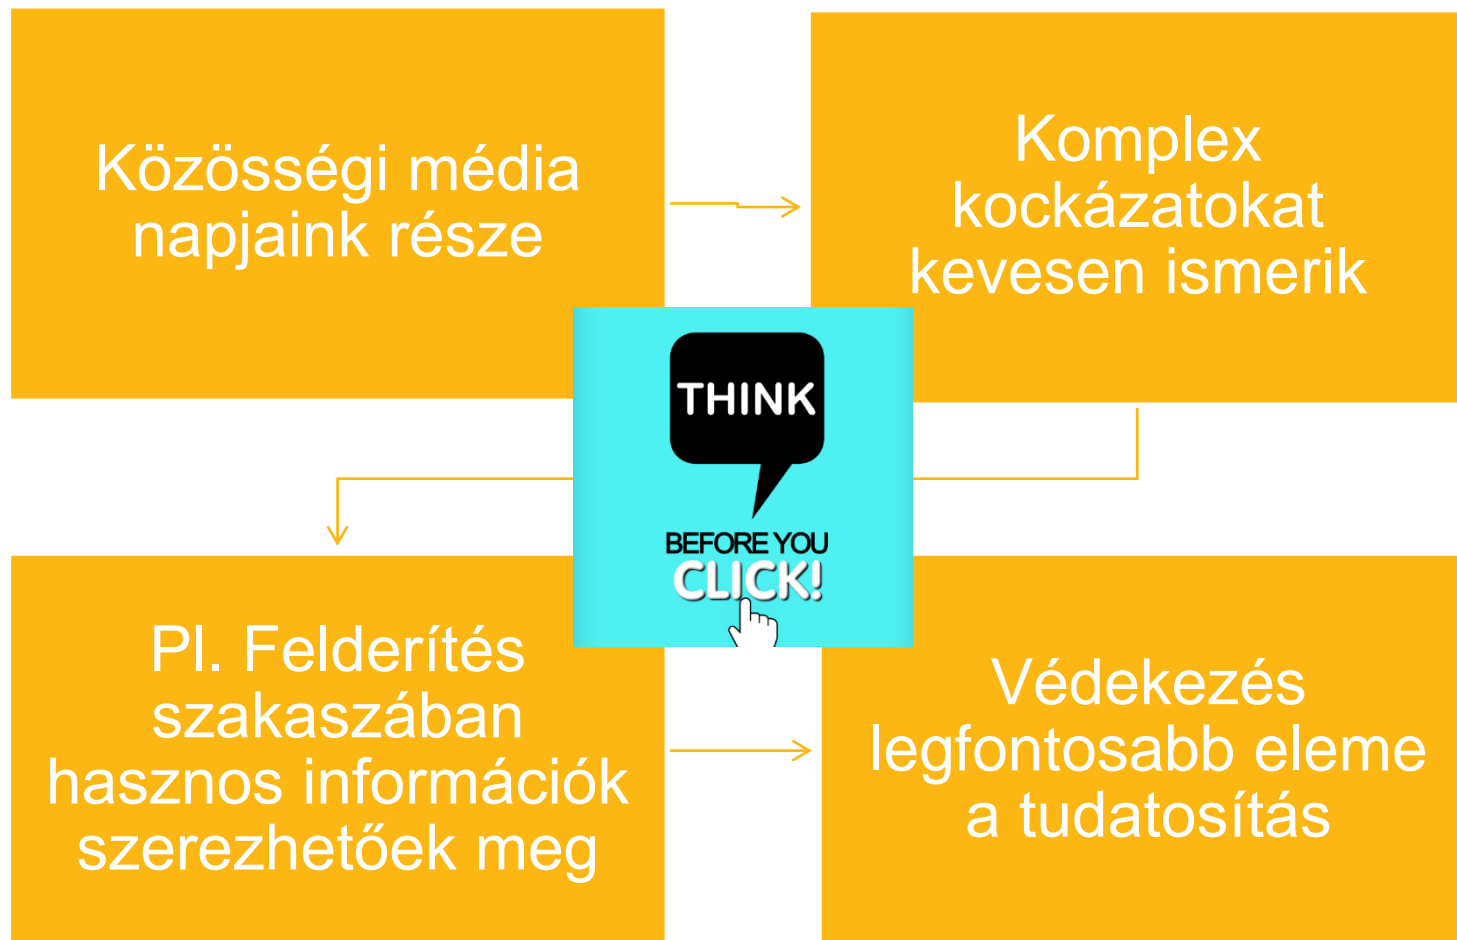 Közösségi média
napjaink része
Komplex
kockázatokat
kevesen ismerik
THINK
BEFORE YOU
CLICK!
Pl. Felderítés
szakaszában
hasznos információk
szerezhetőek meg
Védekezés
legfontosabb eleme
a tudatosítás